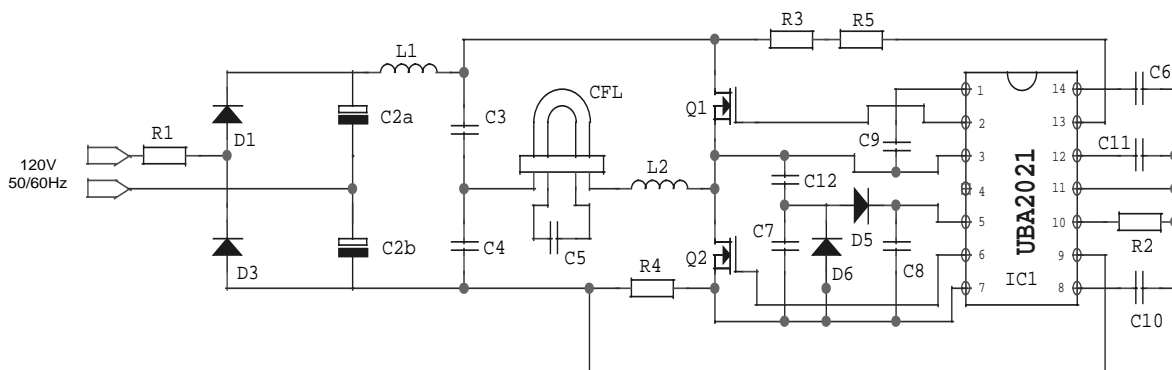 R3
R5
L1
C6
CFL
Q1
C2a
C3
1
14
R1
D1
2
13
C9
C11
120V
50/60Hz
3
12
L2
C12
4
11
UBA2021
5
10
C2b
C4
C5
C7
D5
R2
Q2
D6
C8
6
9
D3
R4
IC1
7
8
C10